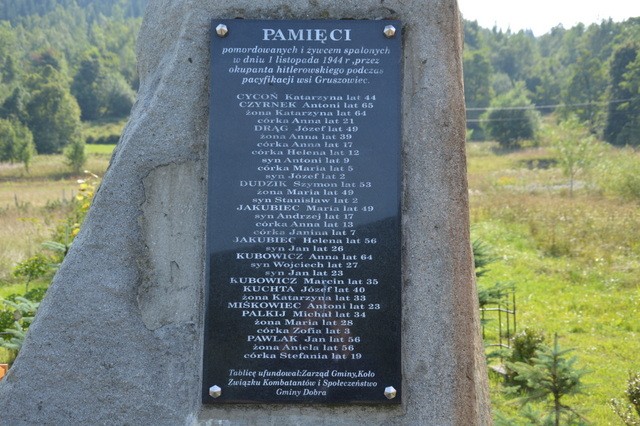 PAMIĘCI
pomordowanych i żywcem spalonych
w dniu 1 listopada 1944 r ,przez
okupanta hitlerowskiego podczas
pacyfikacji wsi Gruszowiec.
CYCOŃ Katarzyna lat 44
CZYRNEK Antoni lat 65
żona Katarzyna lat 64
córka Anna lat 21
DRĄG Józef lat 49
żona Anna lat 39
córka Anna lat 17
córka Helena lat 12
syn Antoni lat 9
córka Maria lat 5
syn Józef lat 2
DUDZIK Szymon lat 53
żona Maria lat 49
syn Stanisław lat 2
JAKUBIEC Maria lat 49
syn Andrzej lat 17
córka Anna lat 13
córka Janina lat 7
JAKUBIEC Helena lat 56
syn Jan lat 26
KUBOWICZ Anna lat 64
syn Wojciech lat 27
syn Jan lat 23
KUBOWICZ Marcin lat 35
KUCHTA Józef lat 40
żona Katarzyna lat 33
MIŚKOWIEC Antoni lat 23
PALKIJ Michał lat 34
żona Maria lat 28
córka Zofia lat 3
PAWLAK Jan lat 56
żona Aniela lat 56
córka Stefania lat 19
Tablicę ufundował:Zarząd Gminy,Koło
Związku Kombatantów i Społeczeństwo
Gminy Dobra